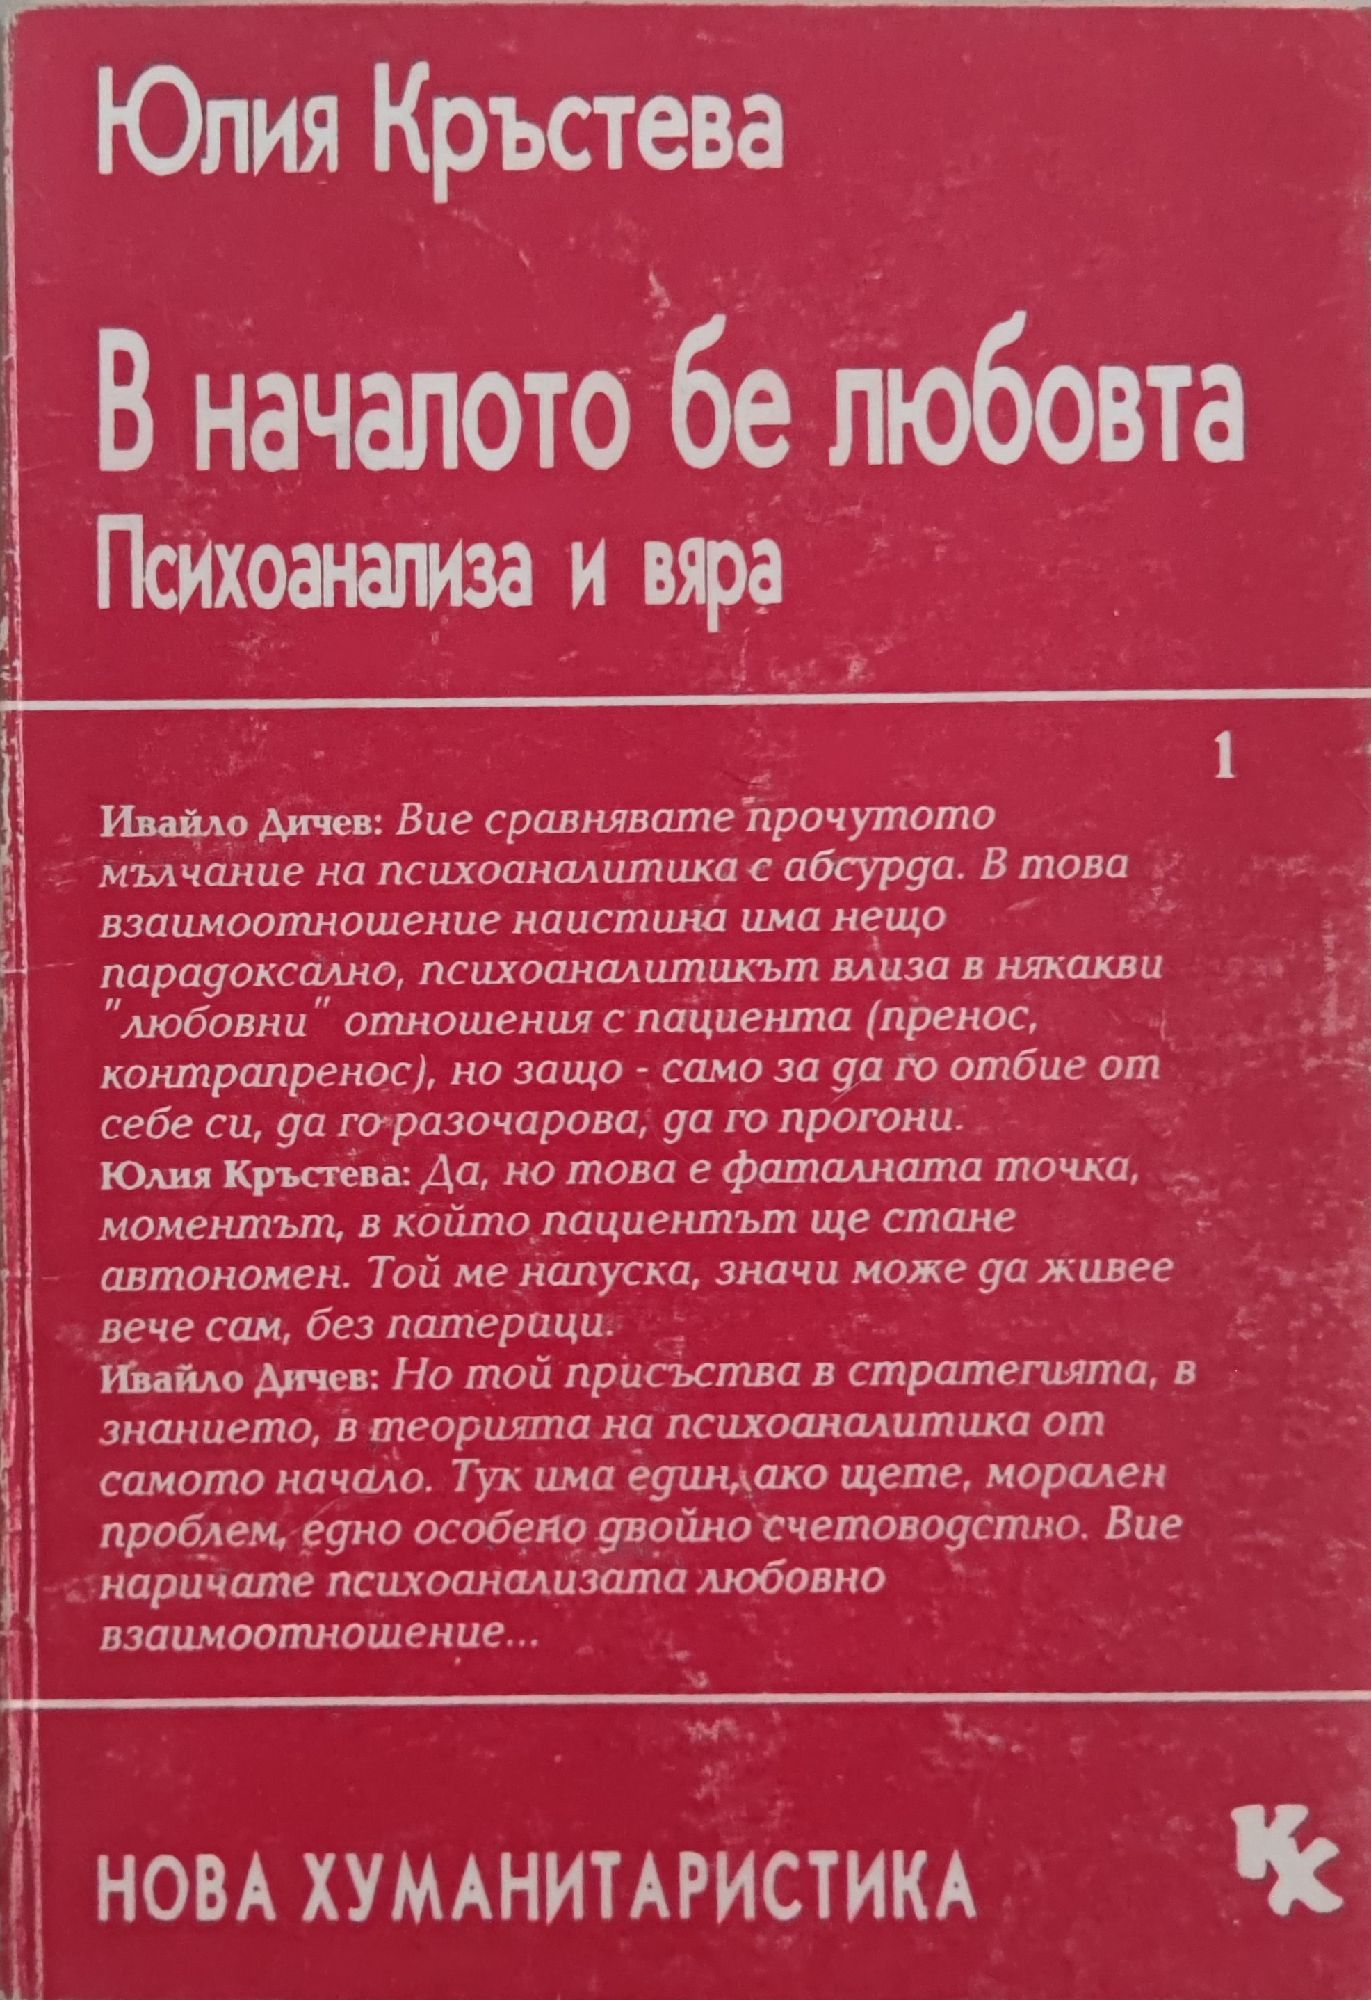 Юлия Кръстева
В началото бе любовта
Психоанализа и вяра
1
Ивайло Дичев: Вие сравнявате прочутото
мълчание на психоаналитика с абсурда. В това
взаимоотношение наистина има нещо
парадоксално, психоаналитикът влиза в някакви
"любовни" отношения с пациента (пренос,
контрапренос), но защо - само за да го отбие от
себе си, да го разочарова, да го прогони.
Юлия Кръстева: Да, но това е фаталната точка,
моментът, в който пациентът ще стане
автономен. Той ме напуска, значи може да живее
вече сам, без патерици.
Ивайло Дичев: Но той присъства в стратегията, в
знанието, в теорията на психоаналитика от
самото начало. Тук има един, ако щете, морален
проблем, едно особено двойно счетоводство. Вие
наричате психоанализата любовно
взаимоотношение...
НОВА ХУМАНИТАРИСТИКА
КХ